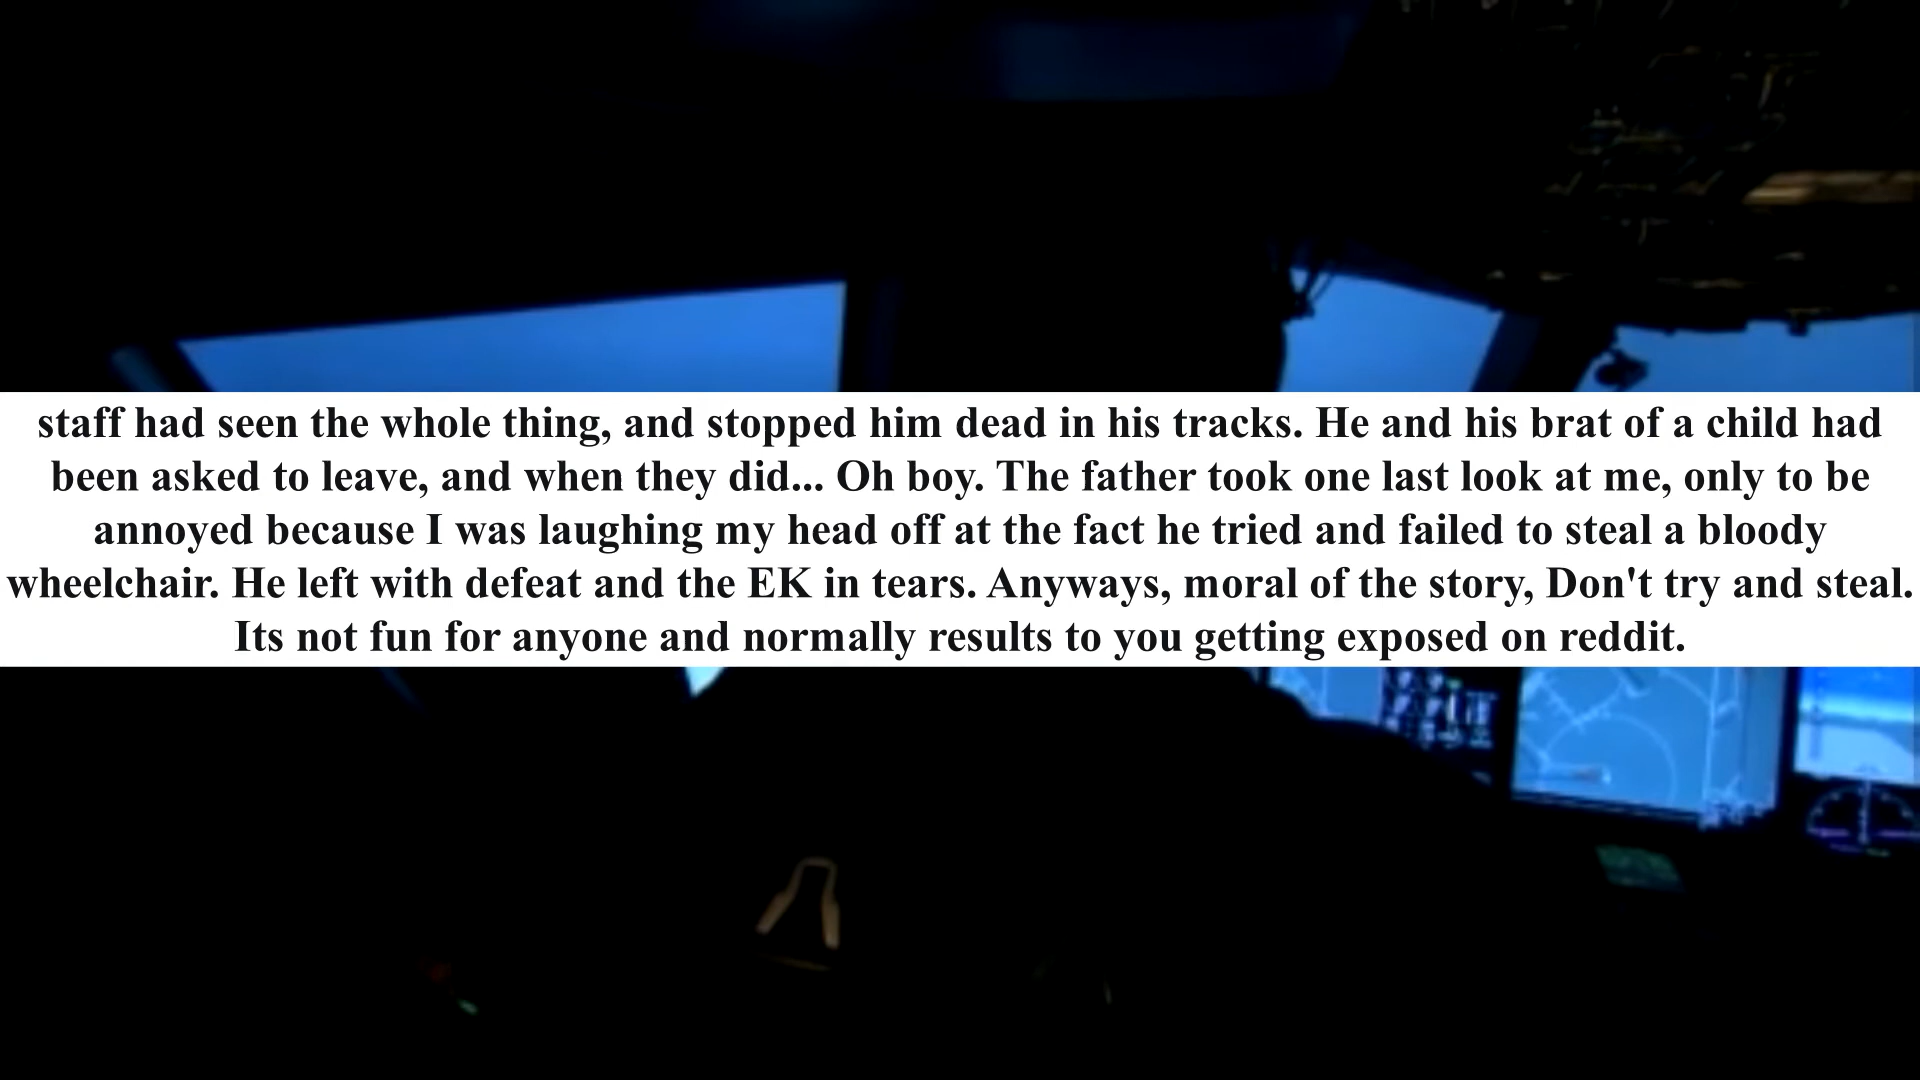 staff had seen the whole thing, and stopped him dead in his tracks. He and his brat of a child had
been asked to leave, and when they did... Oh boy. The father took one last look at me, only to be
annoyed because I was laughing my head off at the fact he tried and failed to steal a bloody
wheelchair. He left with defeat and the EK in tears. Anyways, moral of the story, Don't try and steal.
Its not fun for anyone and normally results to you getting exposed on reddit.